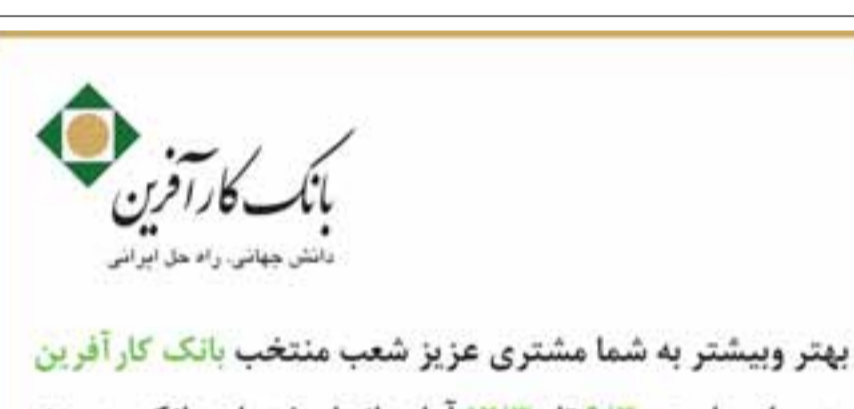 بانک کارآفرین
دانش جهانی، راه حل ایرانی
بهتر وبیشتر به شما مشتری عزیز شعب منتخب بانک کارآفرین